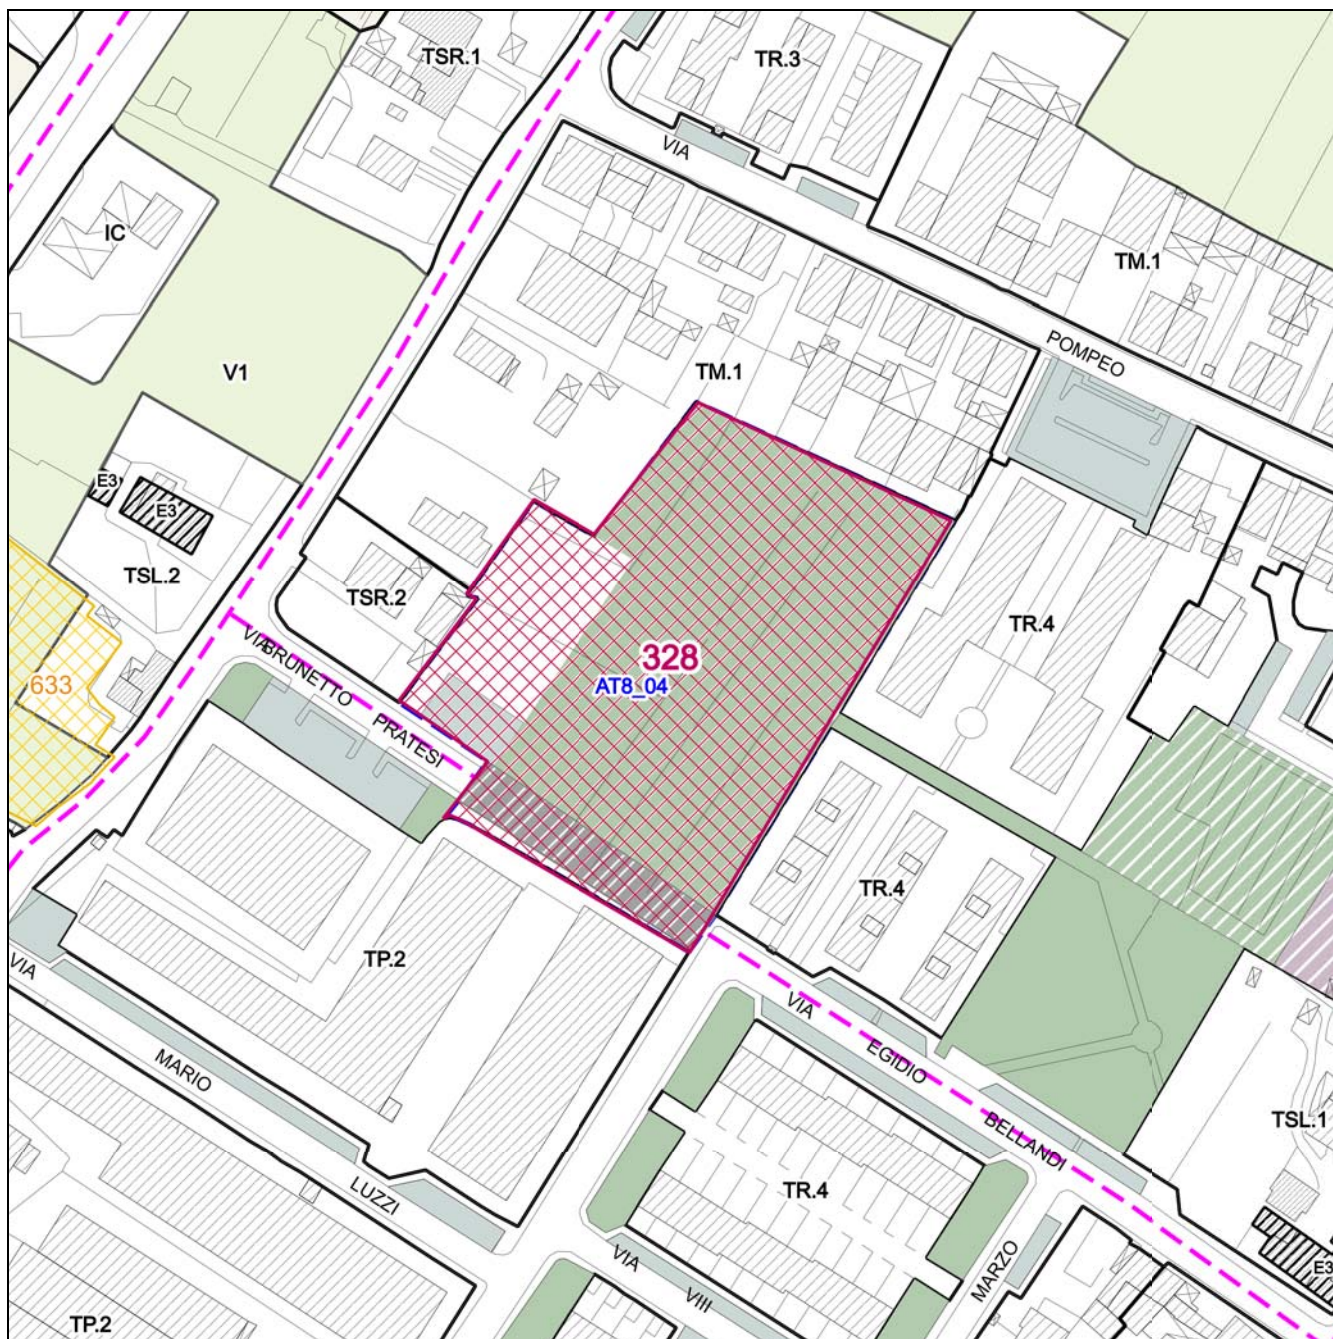 TSR.1
TR.3
VIA
IC
TM.1
POMPEO
V1
TM.1
E3
E3
TSL.2
TSR.2
TR.4
328
AT8_04
633
VIA BRUNETTO
PRATESI
TR.4
TP.2
VIA
VIA
EGIDIO
MARIO
BELLANDI
TSL.1
LUZZI
TR.4
VIA
VIII
MARZO
E3
TP.2